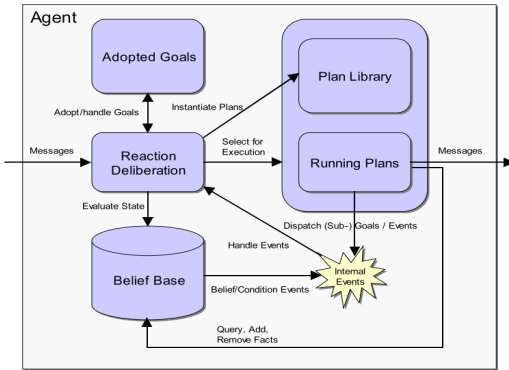 Agent
Adopted Goals
Plan Library
Adopt/handle Goals
Instantiate Plans
Messages
Reaction
Deliberation
Select for
Execution
Running Plans
Messages
Evaluate State
Dispatch (Sub-) Goals / Events
Handle Events
Belief Base
Internal
Events
Belief/Condition Events
Query, Add,
Remove Facts